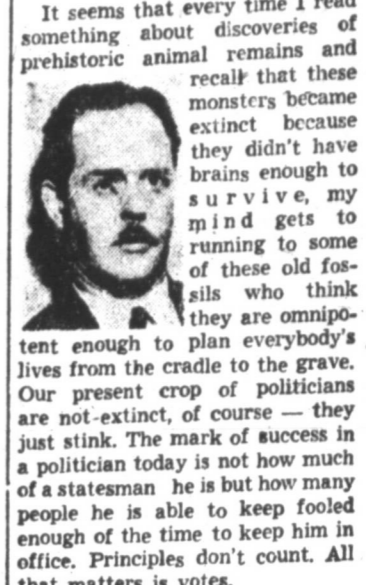 It seems that every time I read
something about discoveries of
prehistoric animal remains and
recall that these
monsters became
extinct because
they didn't have
brains enough to
survive, my
mind gets to
running to some
of these old fos-
sils who think
they are omnipo-
tent enough to plan everybody's
lives from the cradle to the grave.
Our present crop of politicians
are not extinct, of course — they
just stink. The mark of success in
a politician today is not how much
of a statesman he is but how many
people he is able to keep fooled
enough of the time to keep him in
office. Principles don't count. All
that matters is votes.